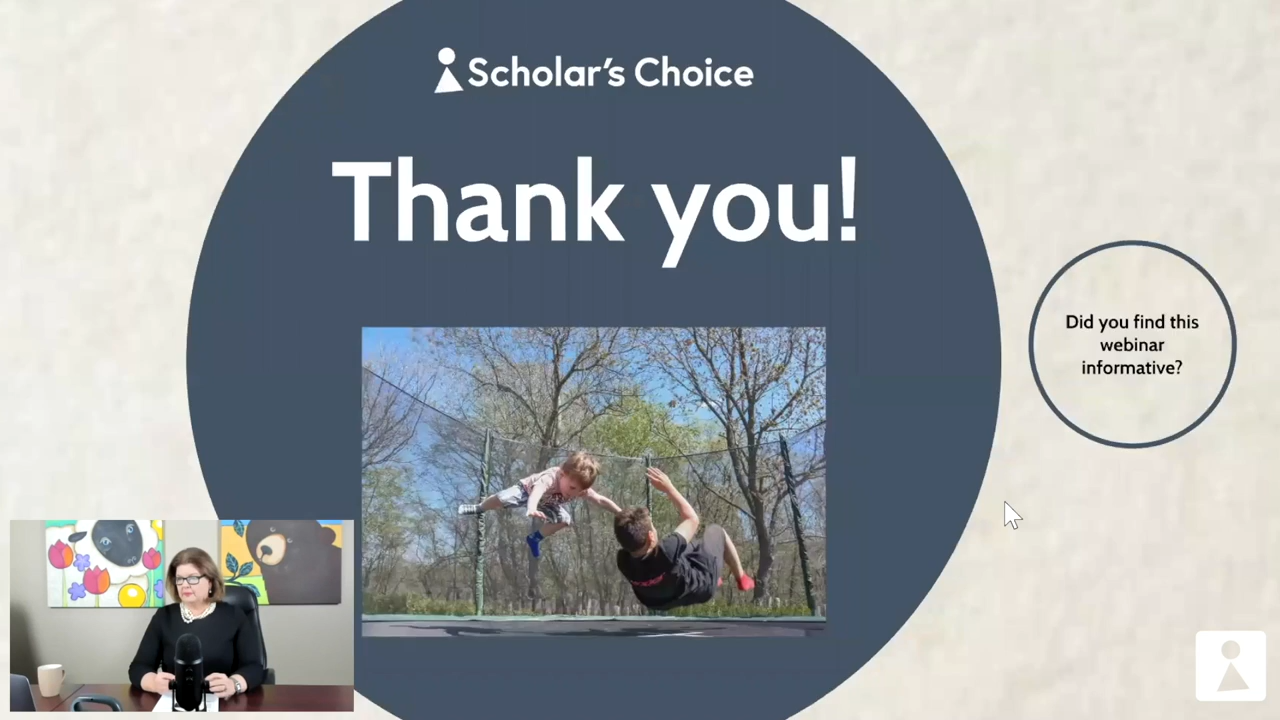 Scholar's Choice
Thank you!
Did you find this
webinar
informative?